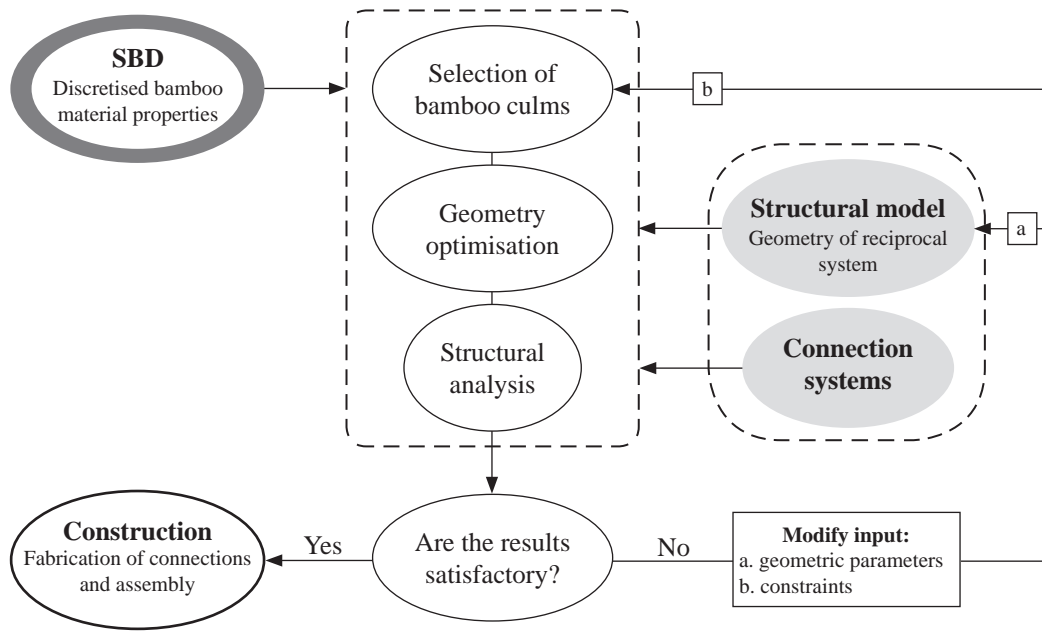 SBD
Discretised bamboo
material properties
Selection of
bamboo culms
b
Geometry
optimisation
Structural model
Geometry of reciprocal
system
a
Structural
analysis
Connection
systems
Construction
Fabrication of connections
and assembly
Yes
Are the results
satisfactory?
No
Modify input:
a. geometric parameters
b. constraints